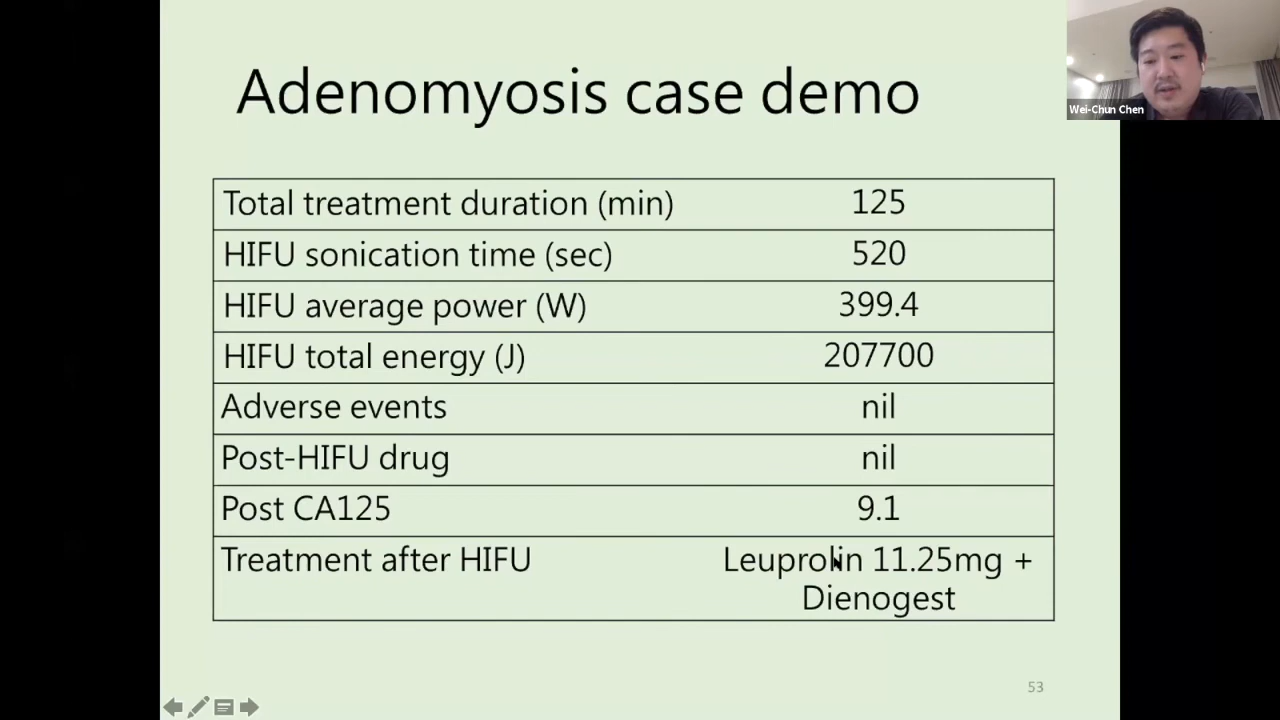 Adenomyosis case demo
Wei-Chun Chen
Total treatment duration (min) 125
HIFU sonication time (sec) 520
HIFU average power (W) 399.4
HIFU total energy (J) 207700
Adverse events nil
Post-HIFU drug nil
Post CA125 9.1
Treatment after HIFU Leuprolin 11.25mg +
Dienogest
53